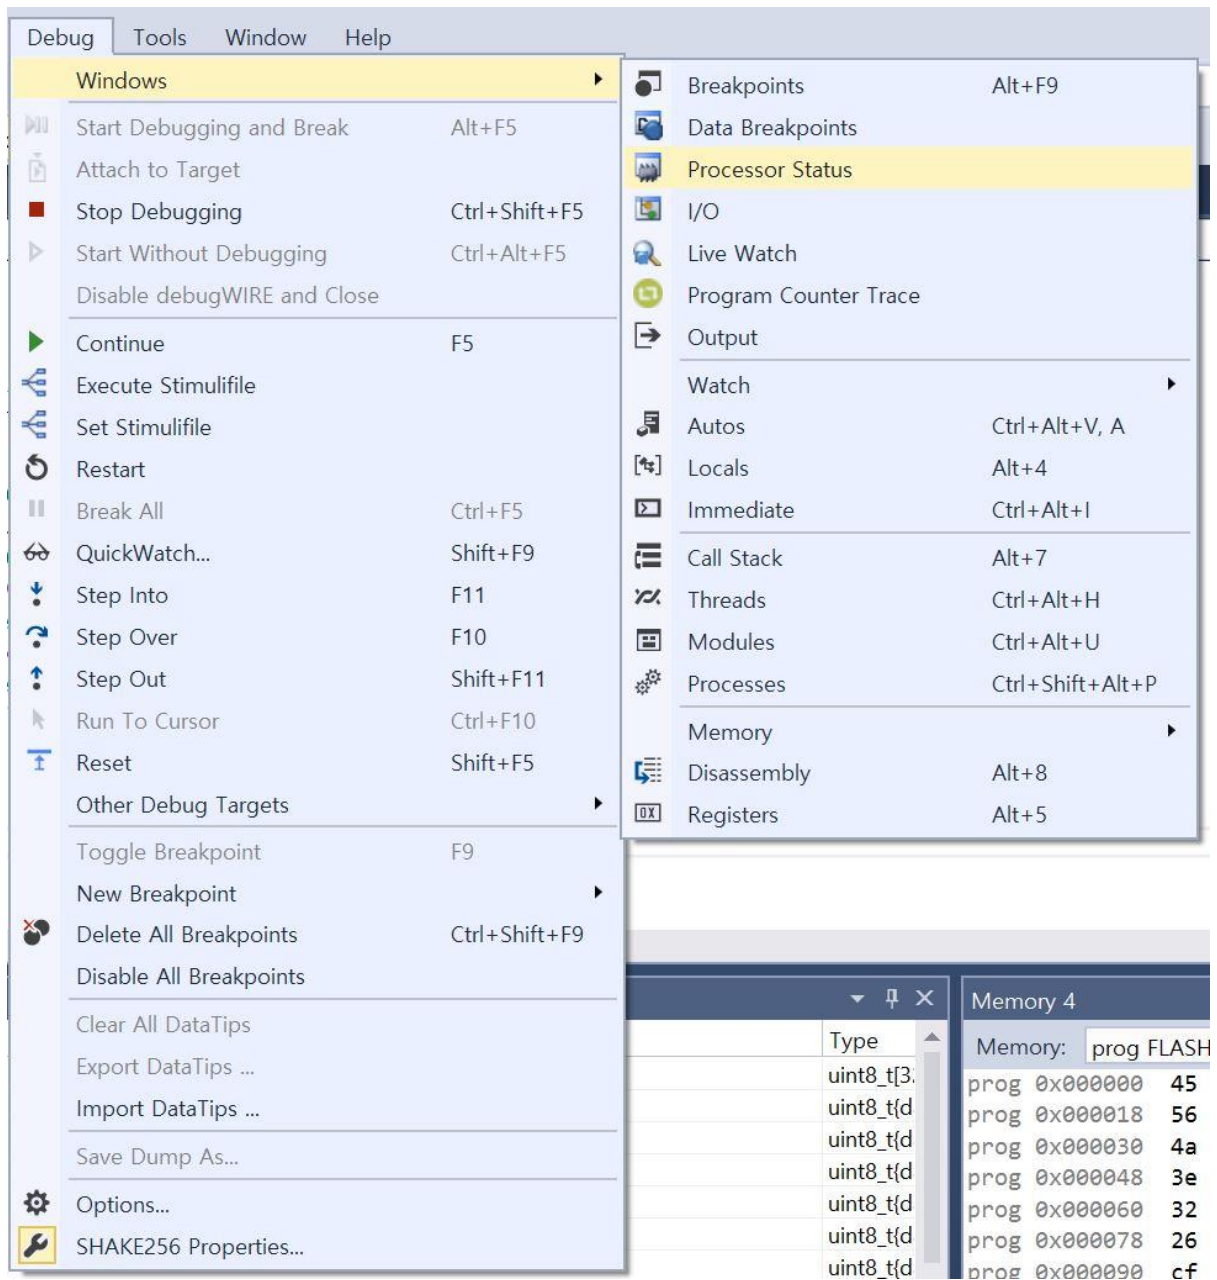 Debug Tools Window Help
Windows
Start Debugging and Break Alt+F5
Attach to Target
Stop Debugging Ctrl+Shift+F5
Start Without Debugging Ctrl+Alt+F5
Disable debugWIRE and Close
Continue F5
Execute Stimulifile
Set Stimulifile
Restart
Break All Ctrl+F5
QuickWatch... Shift+F9
Step Into F11
Step Over F10
Step Out Shift+F11
Run To Cursor Ctrl+F10
Reset Shift+F5
Other Debug Targets
Toggle Breakpoint F9
New Breakpoint
Delete All Breakpoints Ctrl+Shift+F9
Disable All Breakpoints
Clear All DataTips
Export DataTips ...
Import DataTips ...
Save Dump As...
Options...
SHAKE256 Properties...
Breakpoints Alt+F9
Data Breakpoints
Processor Status
I/O
Live Watch
Program Counter Trace
Output
Watch
Autos Ctrl+Alt+V, A
Locals Alt+4
Immediate Ctrl+Alt+I
Call Stack Alt+7
Threads Ctrl+Alt+H
Modules Ctrl+Alt+U
Processes Ctrl+Shift+Alt+P
Memory
Disassembly Alt+8
Registers Alt+5
Type
uint8_t[32
uint8_t{d
uint8_t{d
uint8_t{d
uint8_t{d
uint8_t{d
uint8_t{d
Memory 4
Memory: prog FLASH
prog 0x000000 45
prog 0x000018 56
prog 0x000030 4a
prog 0x000048 3e
prog 0x000060 32
prog 0x000078 26
prog 0x000090 cf